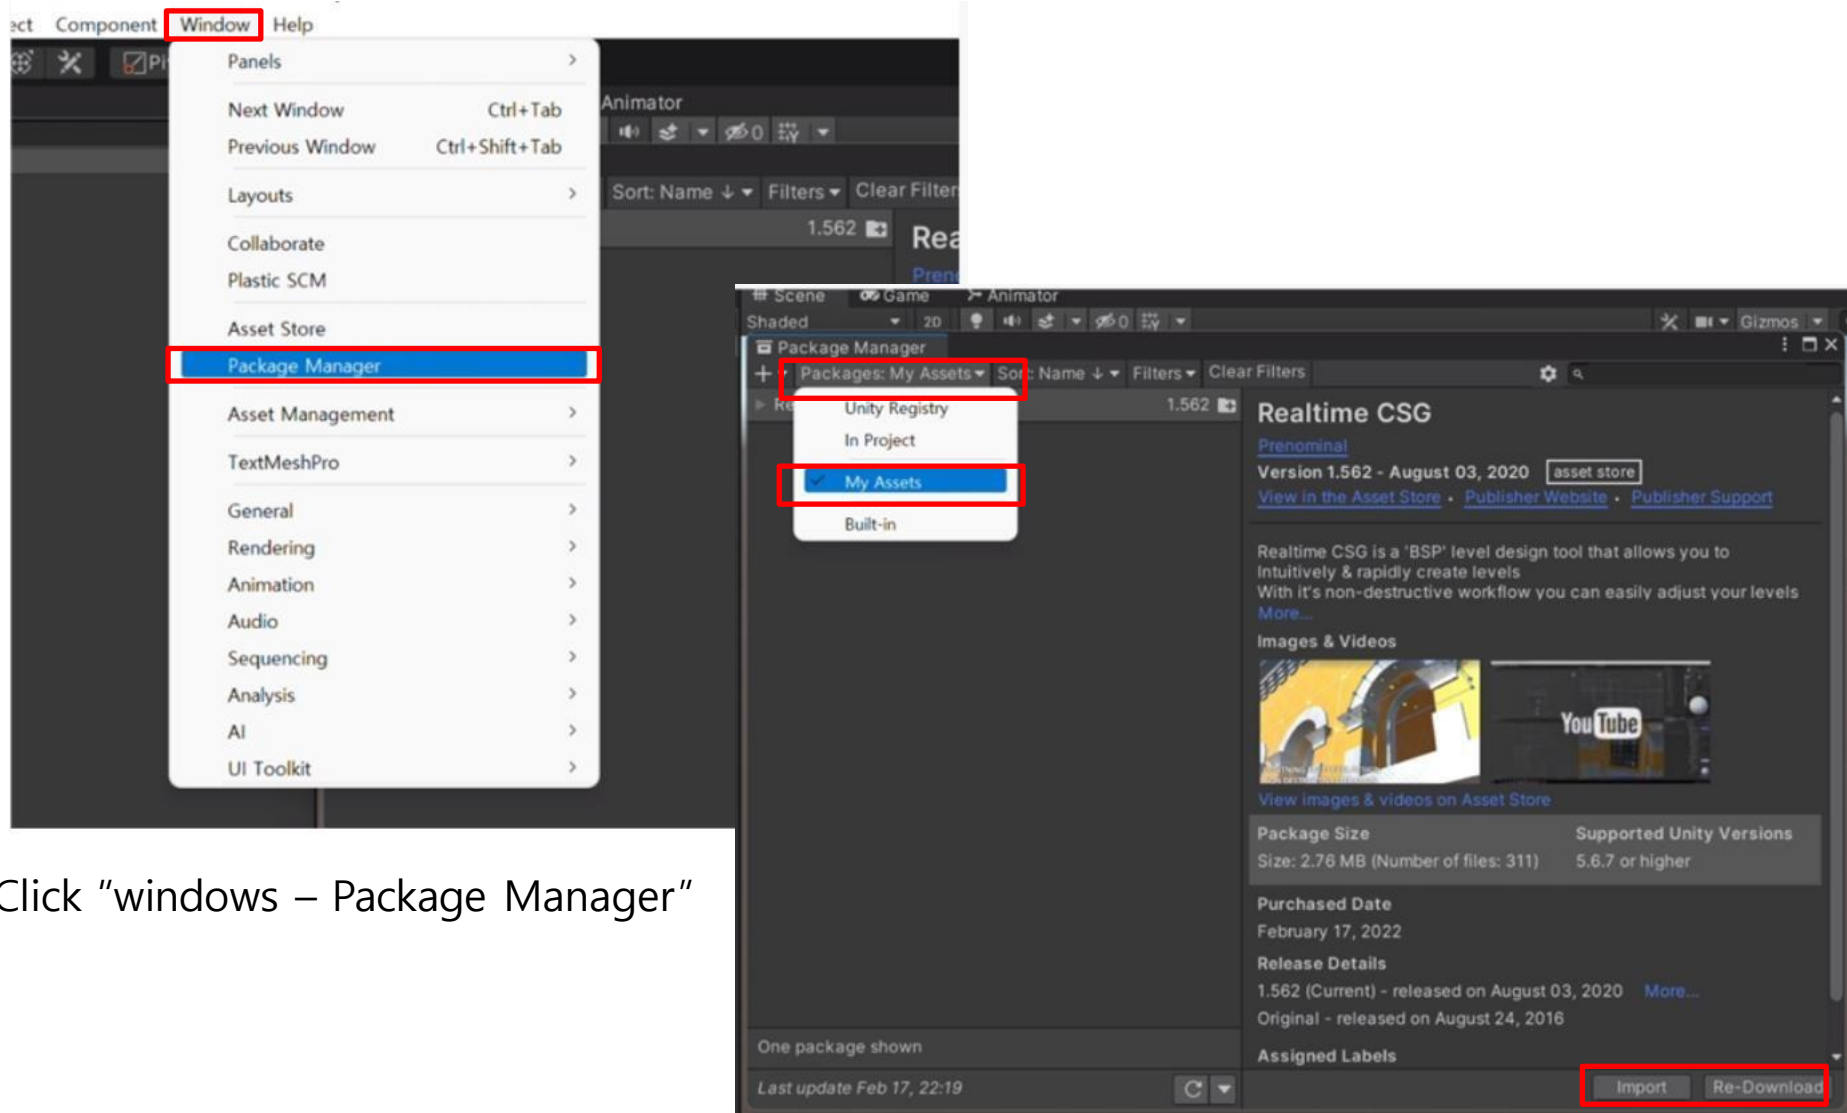 ect Component Window Help
Pi
Panels
Next Window Ctrl+Tab
Previous Window Ctrl+Shift+Tab
Layouts
Collaborate
Plastic SCM
Asset Store
Package Manager
Asset Management
TextMeshPro
General
Rendering
Animation
Audio
Sequencing
Analysis
AI
UI Toolkit
Animator
0
Sort: Name ↓ Filters Clear Filter
1.562
Rea
Preno
Click “windows – Package Manager”
Scene Game Animator
Shaded 2D 0 Gizmos
Package Manager
Packages: My Assets Sort: Name ↓ Filters Clear Filters
Re 1.562
Unity Registry
In Project
My Assets
Built-in
Realtime CSG
Prenominal
Version 1.562 - August 03, 2020 asset store
View in the Asset Store • Publisher Website • Publisher Support
Realtime CSG is a 'BSP' level design tool that allows you to
Intuitively & rapidly create levels
With it's non-destructive workflow you can easily adjust your levels
More...
Images & Videos
YouTube
View images & videos on Asset Store
Package Size Supported Unity Versions
Size: 2.76 MB (Number of files: 311) 5.6.7 or higher
Purchased Date
February 17, 2022
Release Details
1.562 (Current) - released on August 03, 2020 More...
Original - released on August 24, 2016
Assigned Labels
One package shown
Last update Feb 17, 22:19
Import Re-Download